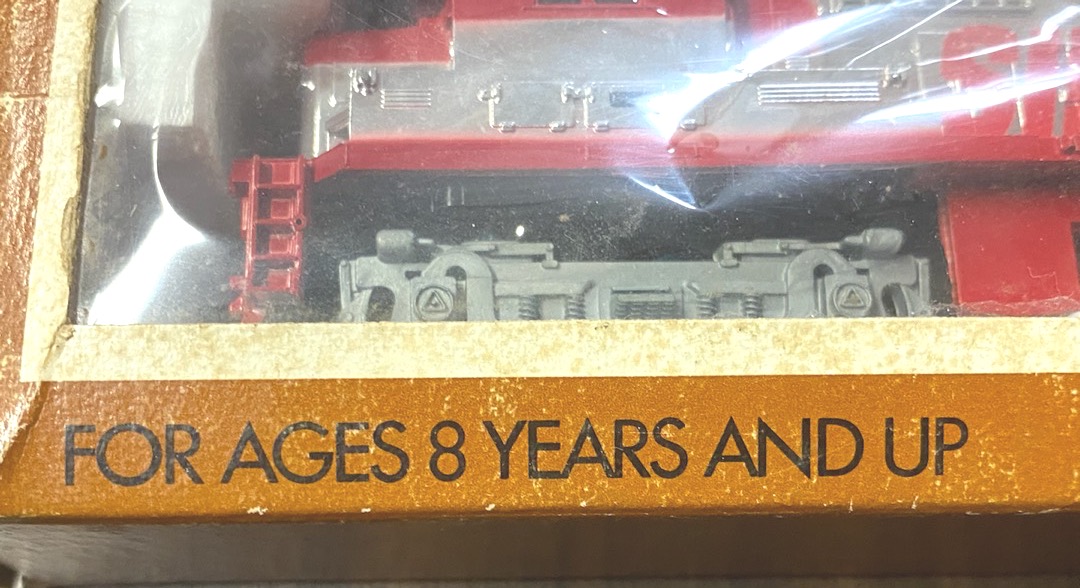 FOR AGES 8 YEARS AND UP